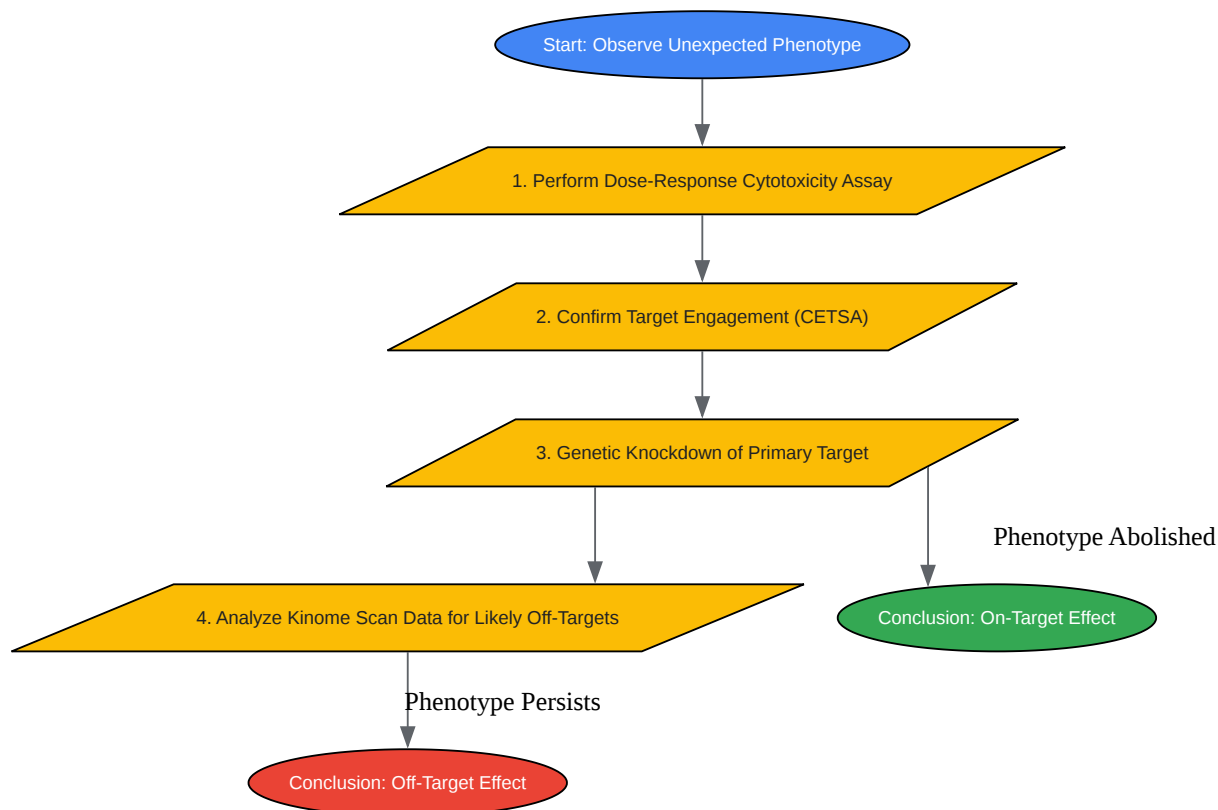 Start: Observe Unexpected Phenotype
1. Perform Dose-Response Cytotoxicity Assay
2. Confirm Target Engagement (CETSA)
3. Genetic Knockdown of Primary Target
Phenotype Abolished
4. Analyze Kinome Scan Data for Likely Off-Targets
Conclusion: On-Target Effect
Phenotype Persists
Conclusion: Off-Target Effect